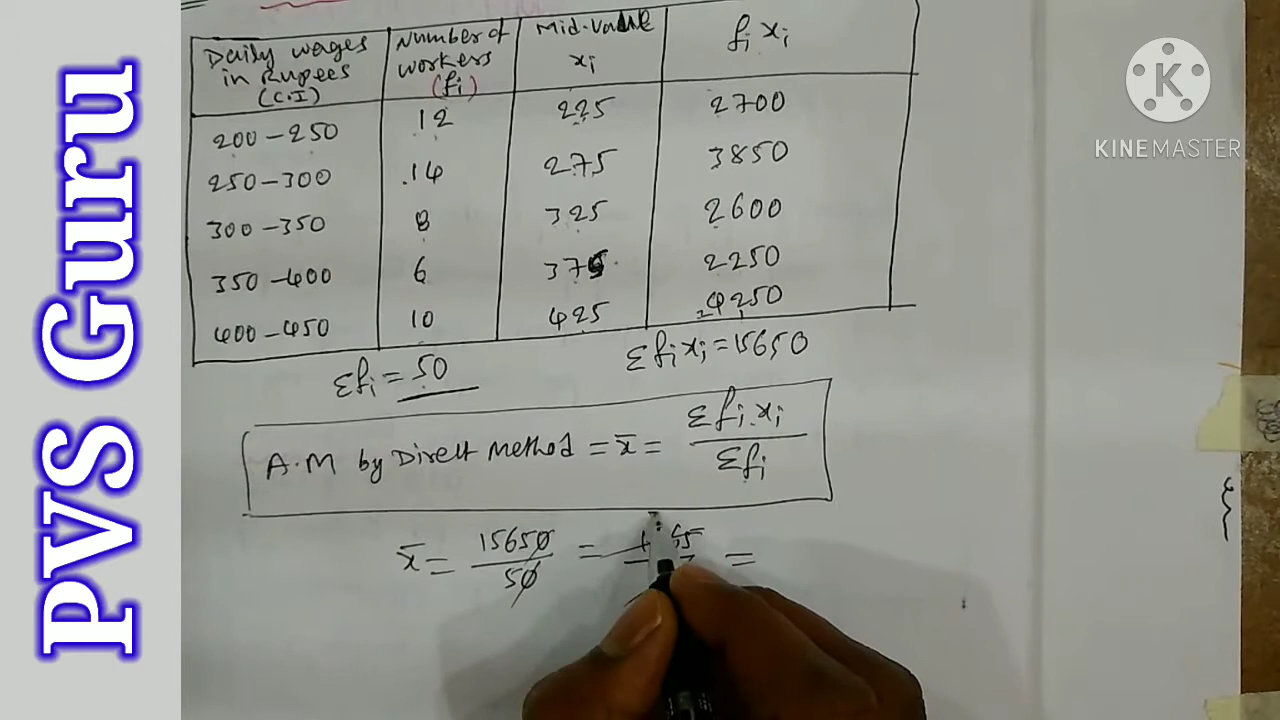 PVS Guru
KINEMASTER
Daily wages in Rupees (C.I) Number of workers (fi) Mid-value xi fi xi
200-250 12 225 2700
250-300 14 275 3850
300-350 8 325 2600
350-400 6 375 2250
400-450 10 425 4250
Σfi = 50 Σfixi = 15650
A.M by Direct Method = x̄ = Σfi.xi / Σfi
x̄ = 15650 / 50 = =